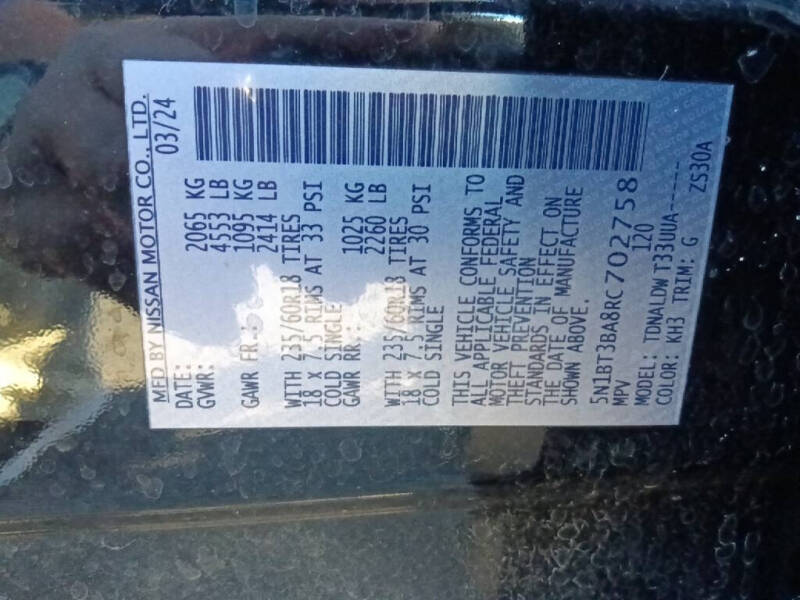 MFD BY NISSAN MOTOR CO., LTD.
DATE: 03/24
GVWR: 2065 KG
4553 LB
GAWR FR.: 1095 KG
2414 LB
WITH 235/60R18 TIRES
18 X 7.5 RIMS AT 33 PSI
COLD SINGLE
GAWR RR.: 1025 KG
2260 LB
WITH 235/60R18 TIRES
18 X 7.5 RIMS AT 30 PSI
COLD SINGLE
THIS VEHICLE CONFORMS TO
ALL APPLICABLE FEDERAL
MOTOR VEHICLE SAFETY AND
THEFT PREVENTION
STANDARDS IN EFFECT ON
THE DATE OF MANUFACTURE
SHOWN ABOVE.
5N1BT3BA8RC702758
MPV 120
MODEL: TDNALDW T33UUA-----
COLOR: KH3 TRIM: G ZS30A